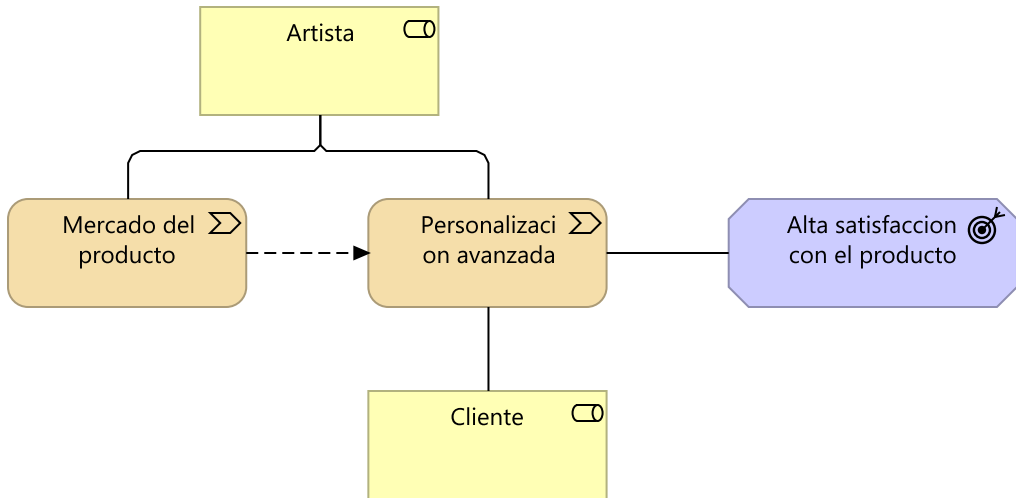 Artista
Mercado del
producto
Personalizaci
on avanzada
Alta satisfaccion
con el producto
Cliente